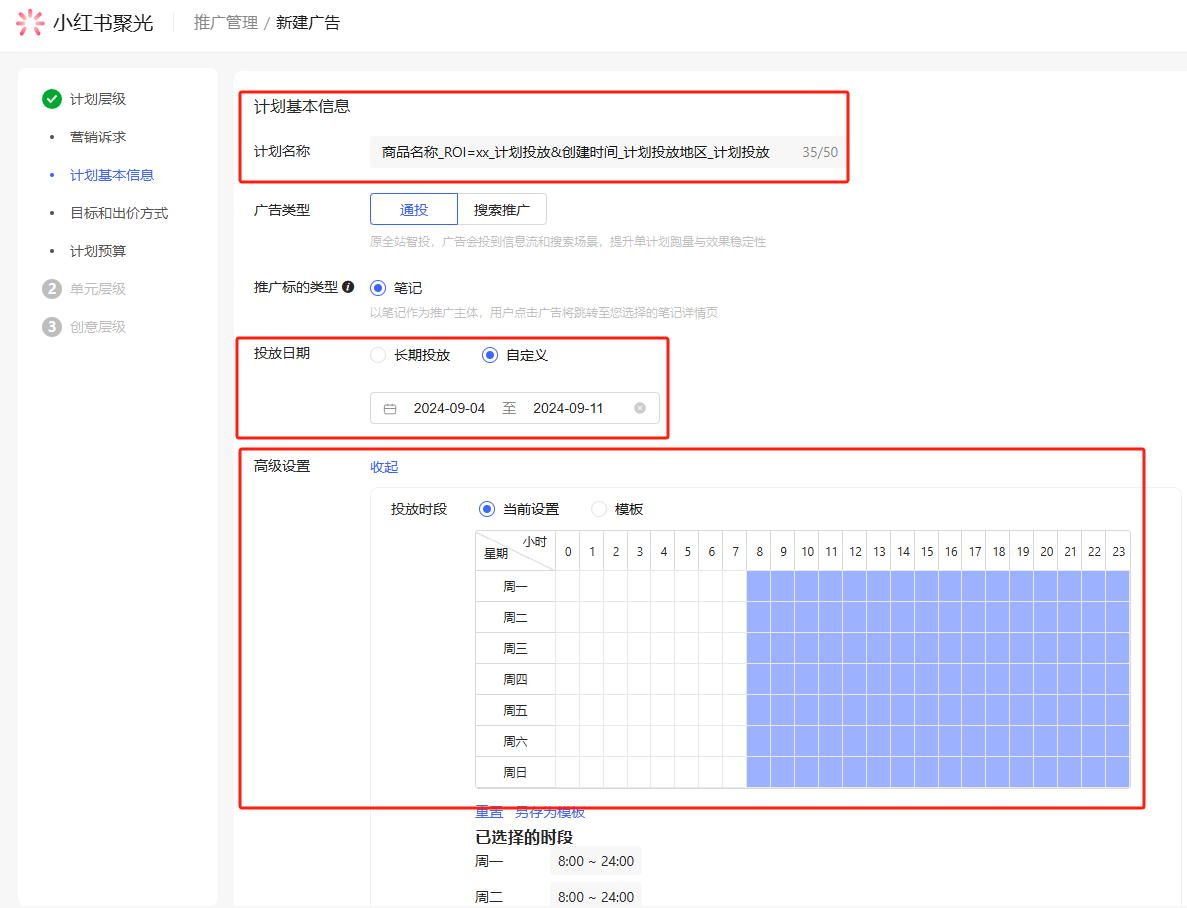 小红书聚光 推广管理 / 新建广告
计划层级
营销诉求
计划基本信息
目标和出价方式
计划预算
2 单元层级
3 创意层级
计划基本信息
计划名称 商品名称_ROI=xx_计划投放&创建时间_计划投放地区_计划投放 35/50
广告类型 通投 搜索推广
原全站智投，广告会投到信息流和搜索场景，提升单计划跑量与效果稳定性
推广标的类型 笔记
以笔记作为推广主体，用户点击广告将跳转至您选择的笔记详情页
投放日期 长期投放 自定义
2024-09-04 至 2024-09-11
高级设置 收起
投放时段 当前设置 模板
小时
星期 0 1 2 3 4 5 6 7 8 9 10 11 12 13 14 15 16 17 18 19 20 21 22 23
周一
周二
周三
周四
周五
周六
周日
重置 另存为模板
已选择的时段
周一 8:00 ~ 24:00
周二 8:00 ~ 24:00